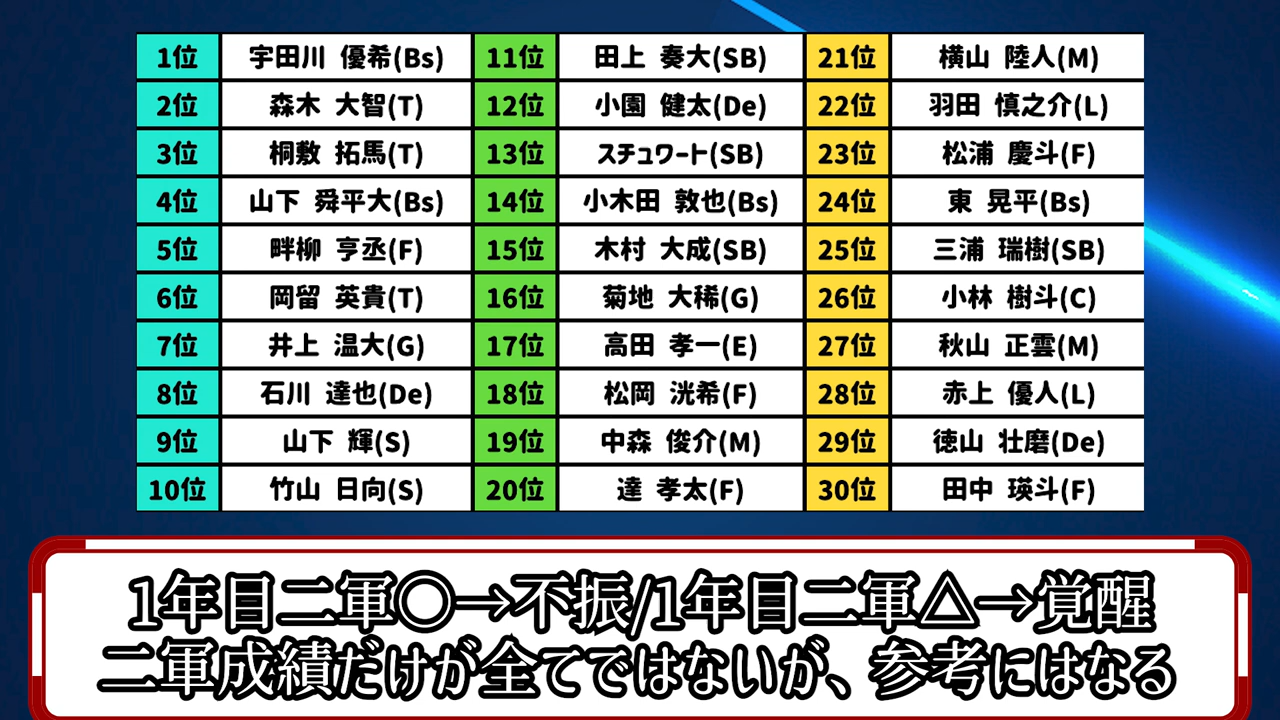 1位 宇田川 優希(Bs) 11位 田上 奏大(SB) 21位 横山 陸人(M)
2位 森木 大智(T) 12位 小園 健太(De) 22位 羽田 慎之介(L)
3位 桐敷 拓馬(T) 13位 スチュワート(SB) 23位 松浦 慶斗(F)
4位 山下 舜平大(Bs) 14位 小木田 敦也(Bs) 24位 東 晃平(Bs)
5位 畔柳 亨丞(F) 15位 木村 大成(SB) 25位 三浦 瑞樹(SB)
6位 岡留 英貴(T) 16位 菊地 大稀(G) 26位 小林 樹斗(C)
7位 井上 温大(G) 17位 高田 孝一(E) 27位 秋山 正雲(M)
8位 石川 達也(De) 18位 松岡 洸希(F) 28位 赤上 優人(L)
9位 山下 輝(S) 19位 中森 俊介(M) 29位 徳山 壮磨(De)
10位 竹山 日向(S) 20位 達 孝太(F) 30位 田中 瑛斗(F)
1年目二軍〇→不振/1年目二軍△→覚醒
二軍成績だけが全てではないが、参考にはなる